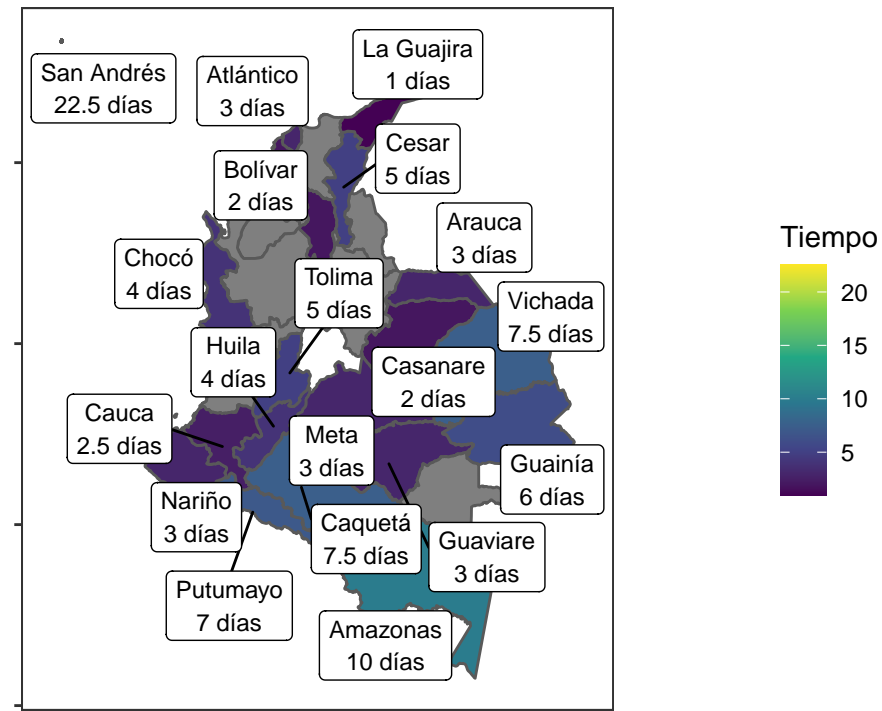 La Guajira
1 días
San Andrés
22.5 días
Atlántico
3 días
Cesar
5 días
Bolívar
2 días
Arauca
3 días
Chocó
4 días
Tolima
5 días
Vichada
7.5 días
Huila
4 días
Casanare
2 días
Cauca
2.5 días
Meta
3 días
Guainía
6 días
Nariño
3 días
Caquetá
7.5 días
Guaviare
3 días
Putumayo
7 días
Amazonas
10 días
Tiempo
20
15
10
5